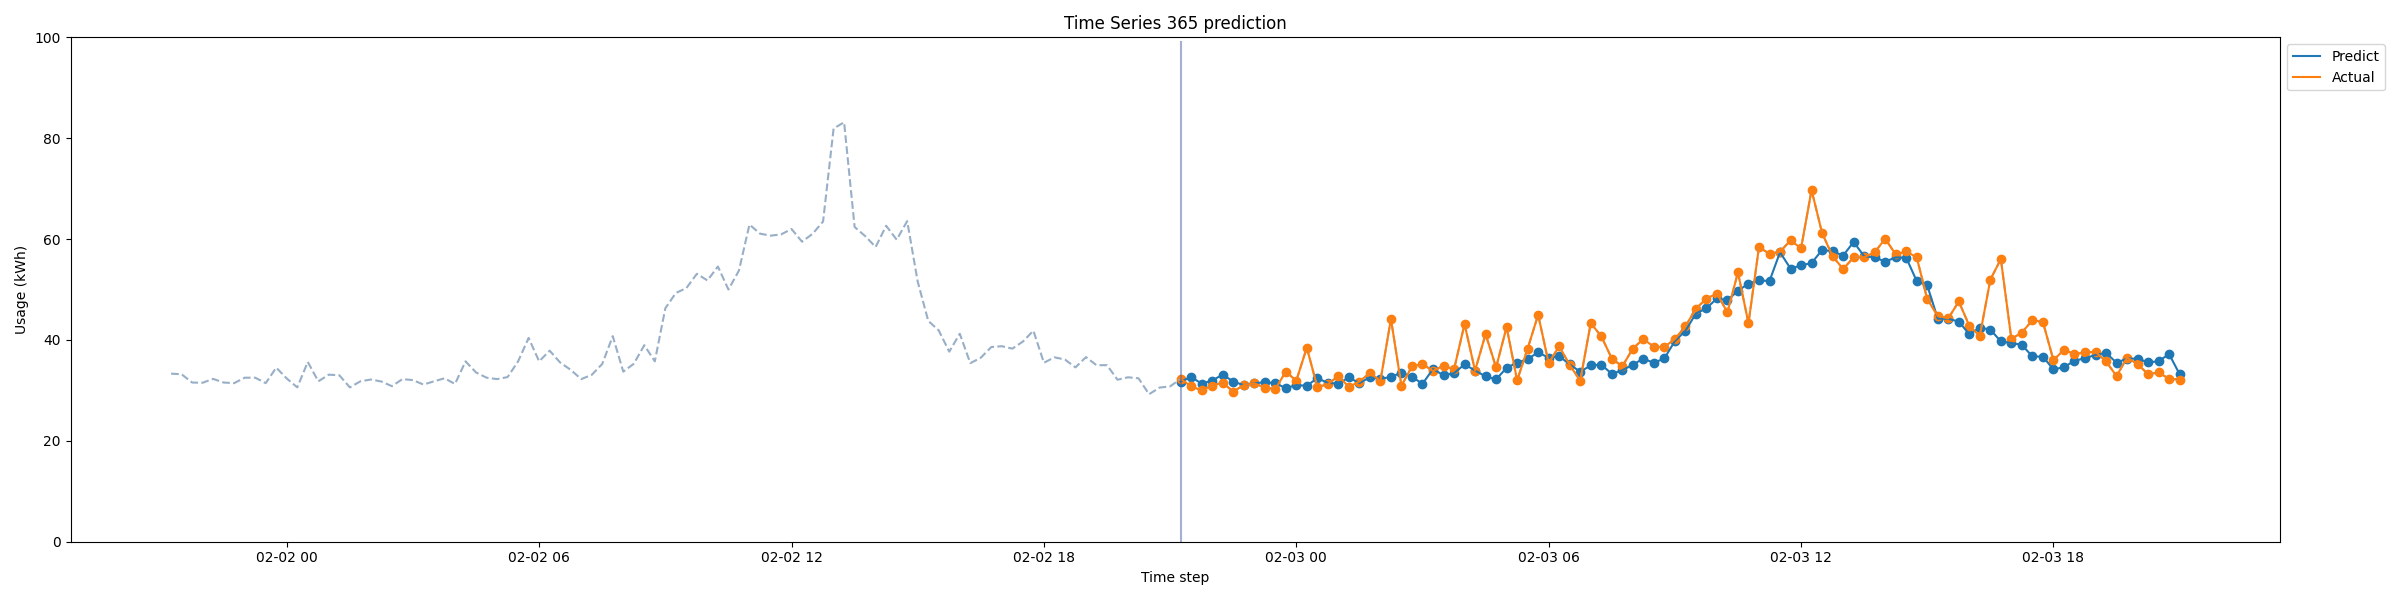 Time Series 365 prediction
Predict
Actual
Usage (kWh)
100
80
60
40
20
0
02-02 00
02-02 06
02-02 12
02-02 18
02-03 00
02-03 06
02-03 12
02-03 18
Time step